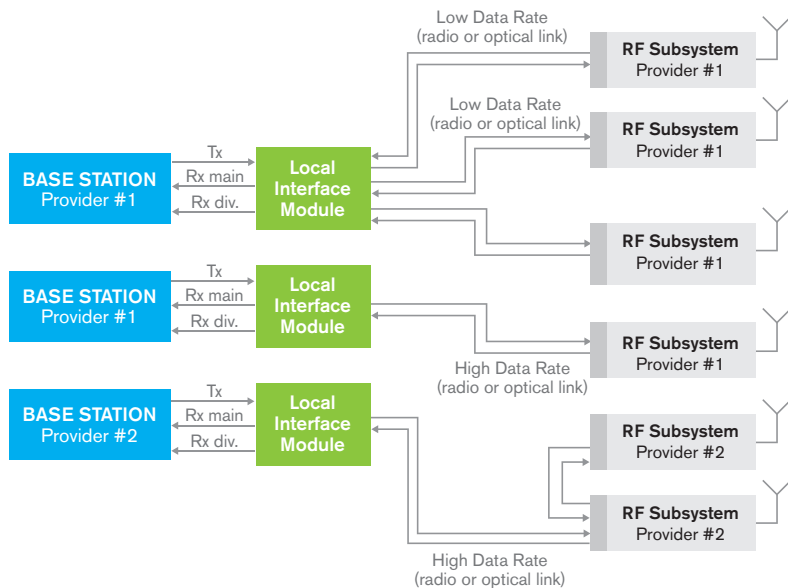 Low Data Rate
(radio or optical link)
RF Subsystem
Provider #1
Low Data Rate
(radio or optical link)
RF Subsystem
Provider #1
BASE STATION
Provider #1
Tx
Rx main
Rx div.
Local
Interface
Module
RF Subsystem
Provider #1
BASE STATION
Provider #1
Tx
Rx main
Rx div.
Local
Interface
Module
RF Subsystem
Provider #1
High Data Rate
(radio or optical link)
BASE STATION
Provider #2
Tx
Rx main
Rx div.
Local
Interface
Module
RF Subsystem
Provider #2
RF Subsystem
Provider #2
High Data Rate
(radio or optical link)